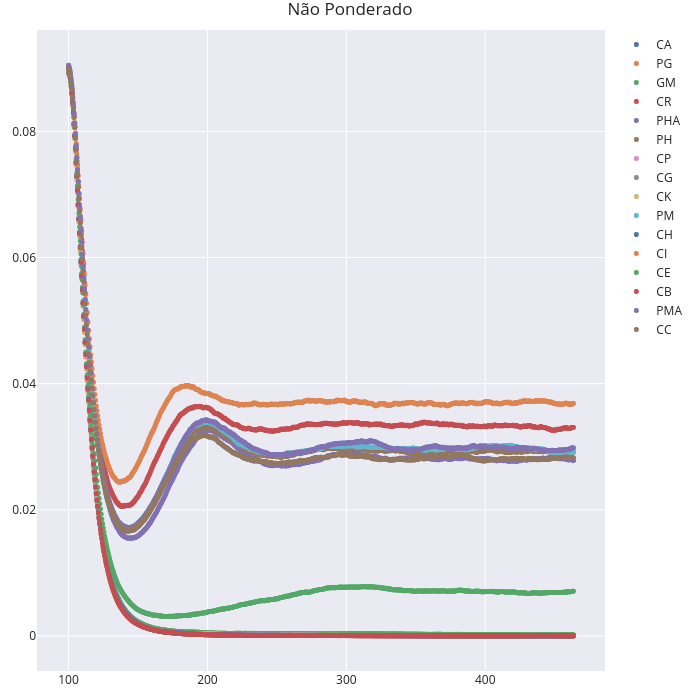 Não Ponderado
0.08
0.06
0.04
0.02
0
100 200 300 400
CA
PG
GM
CR
PHA
PH
CP
CG
CK
PM
CH
CI
CE
CB
PMA
CC